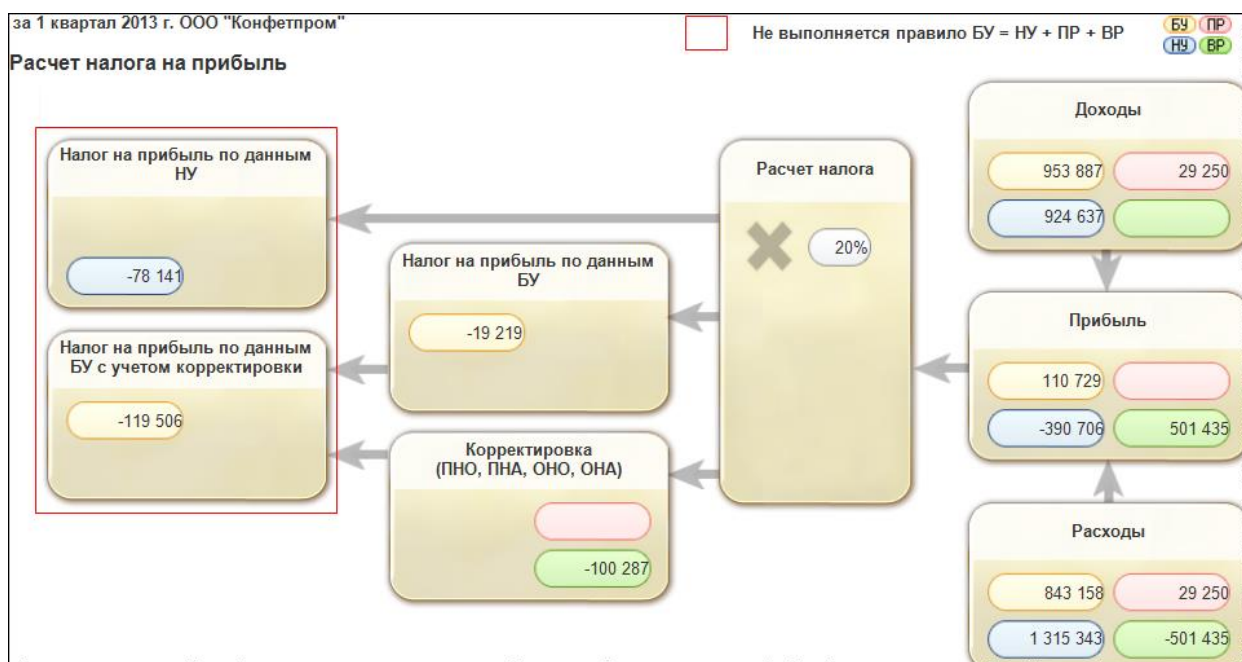 за 1 квартал 2013 г. ООО "Конфетпром"
Не выполняется правило БУ = НУ + ПР + ВР
БУ ПР
НУ ВР
Расчет налога на прибыль
Налог на прибыль по данным
НУ
-78 141
Налог на прибыль по данным
БУ с учетом корректировки
-119 506
Налог на прибыль по данным
БУ
-19 219
Корректировка
(ПНО, ПНА, ОНО, ОНА)
-100 287
Расчет налога
20%
Доходы
953 887 29 250
924 637
Прибыль
110 729
-390 706 501 435
Расходы
843 158 29 250
1 315 343 -501 435